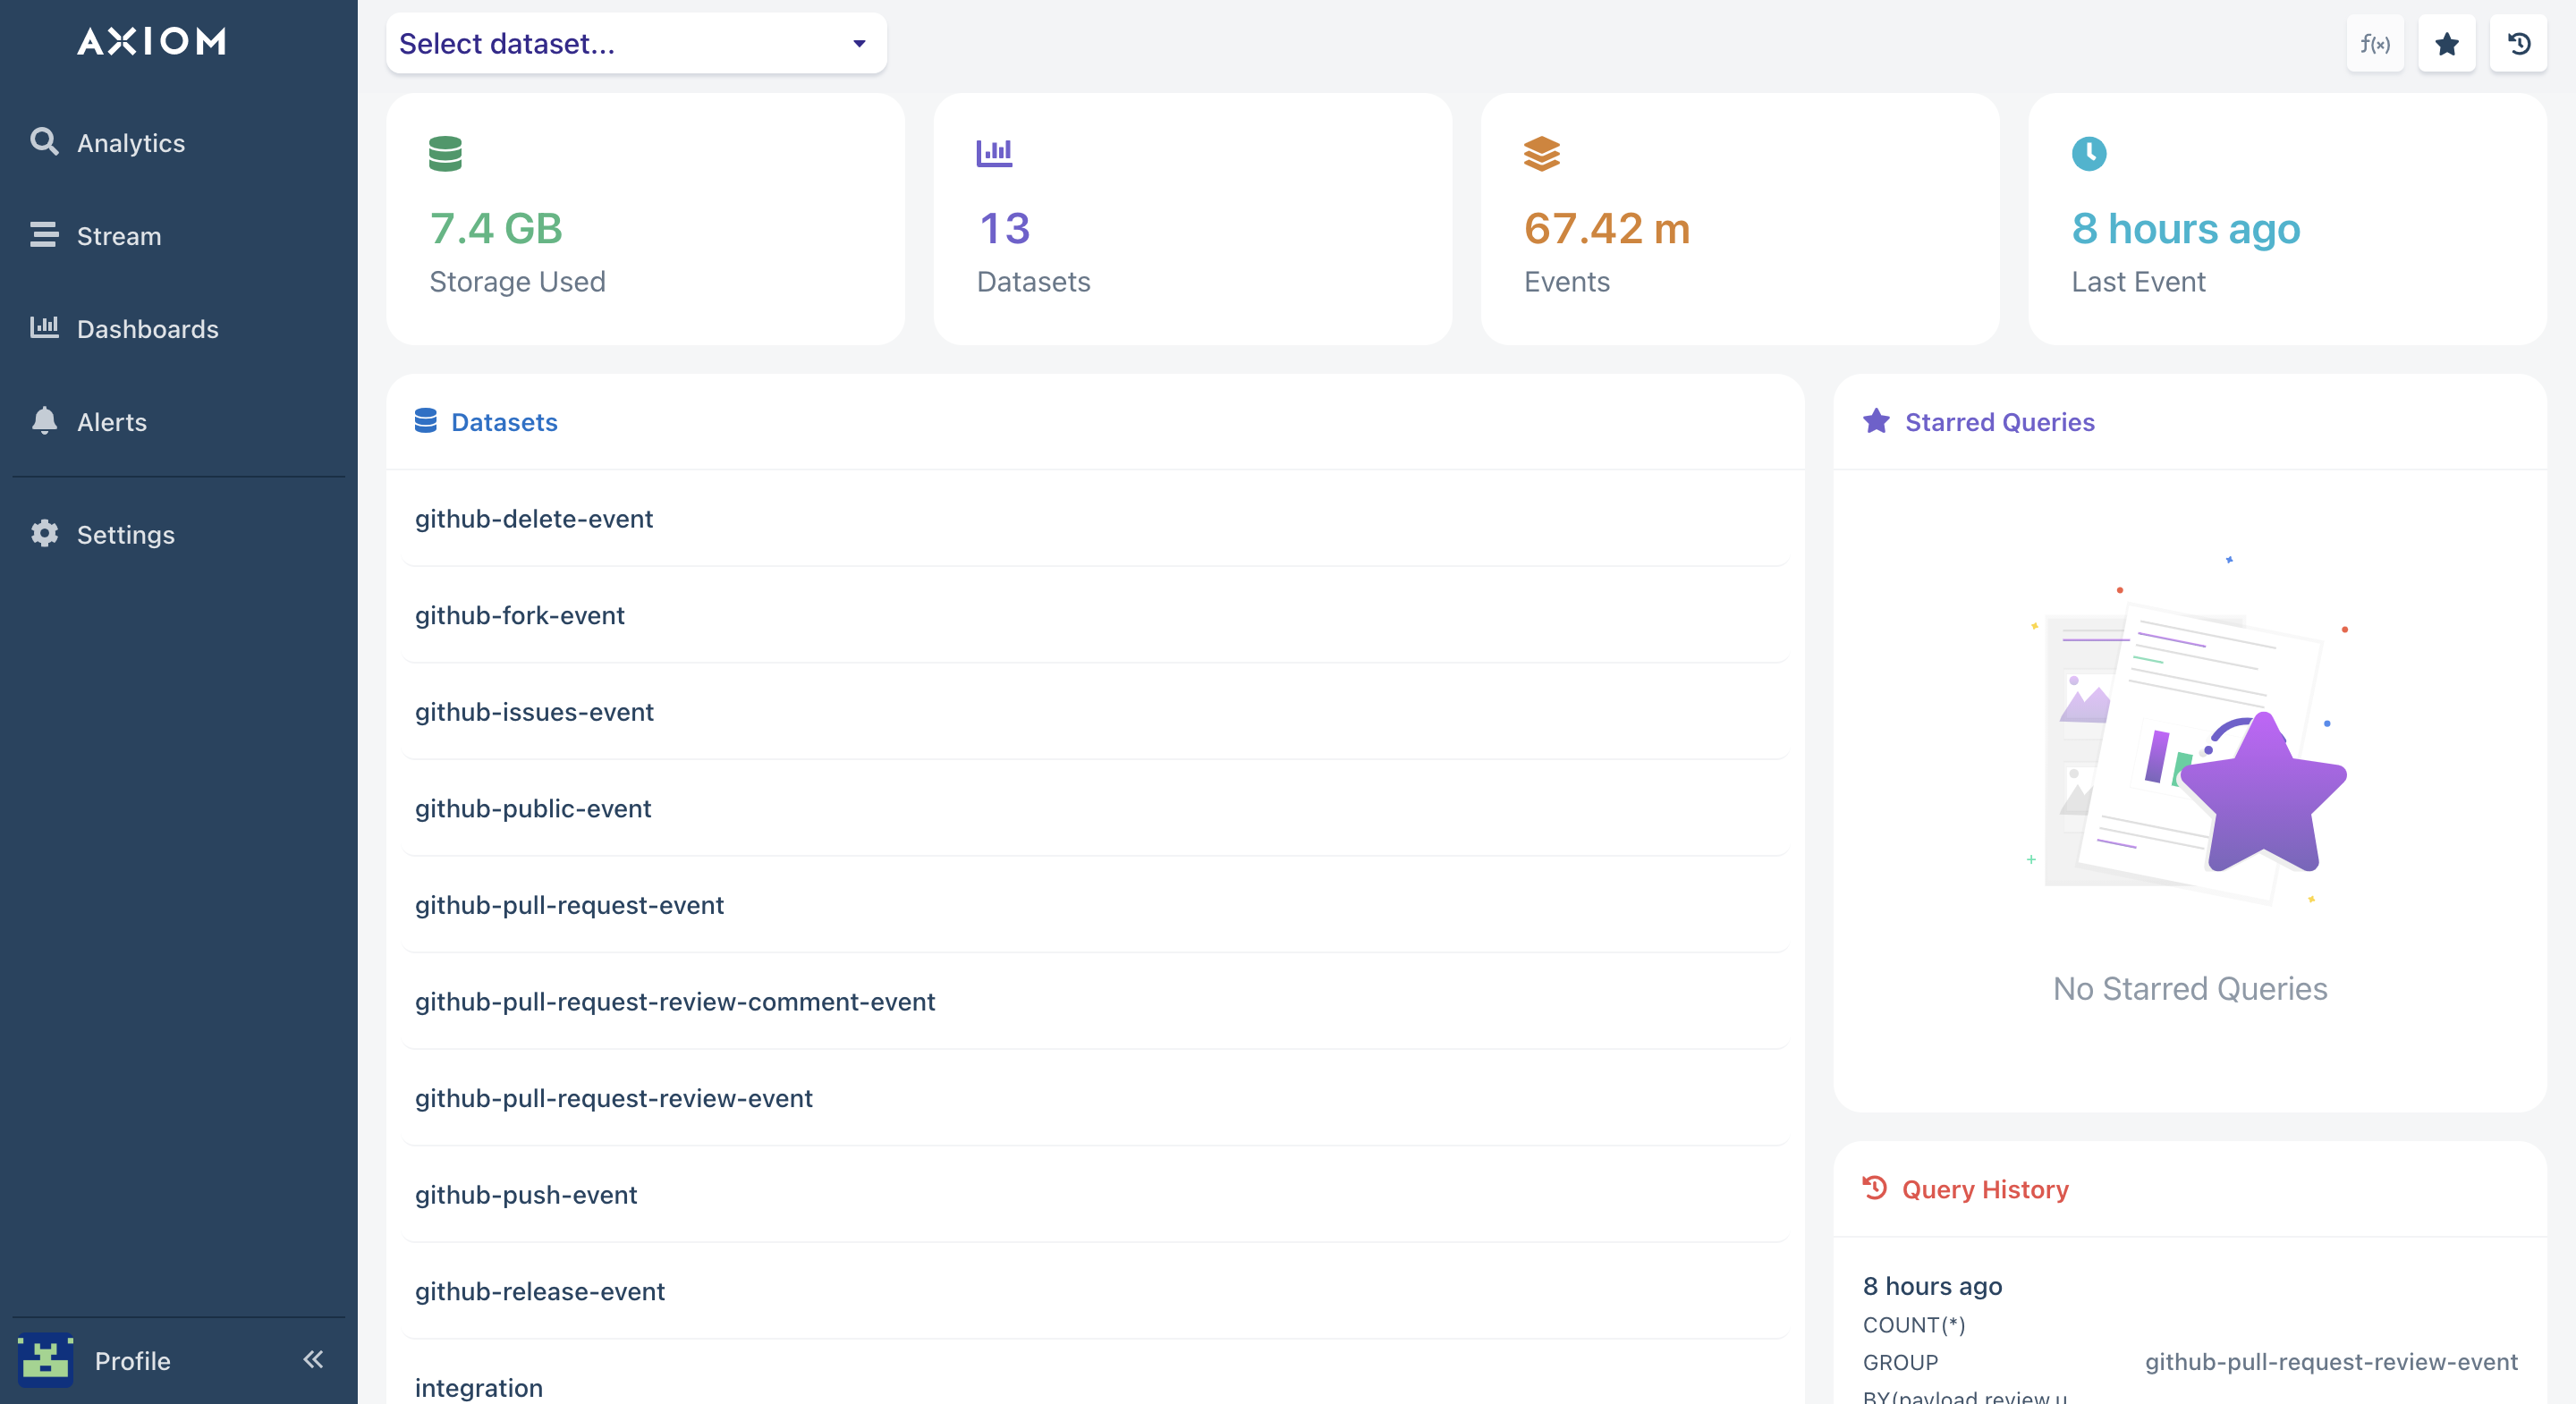 AXIOM
Analytics
Stream
Dashboards
Alerts
Settings
Profile
Select dataset...
f(x)
7.4 GB
Storage Used
13
Datasets
67.42 m
Events
8 hours ago
Last Event
Datasets
github-delete-event
github-fork-event
github-issues-event
github-public-event
github-pull-request-event
github-pull-request-review-comment-event
github-pull-request-review-event
github-push-event
github-release-event
integration
Starred Queries
No Starred Queries
Query History
8 hours ago
COUNT(*)
GROUP
github-pull-request-review-event
BY(payload.review.u